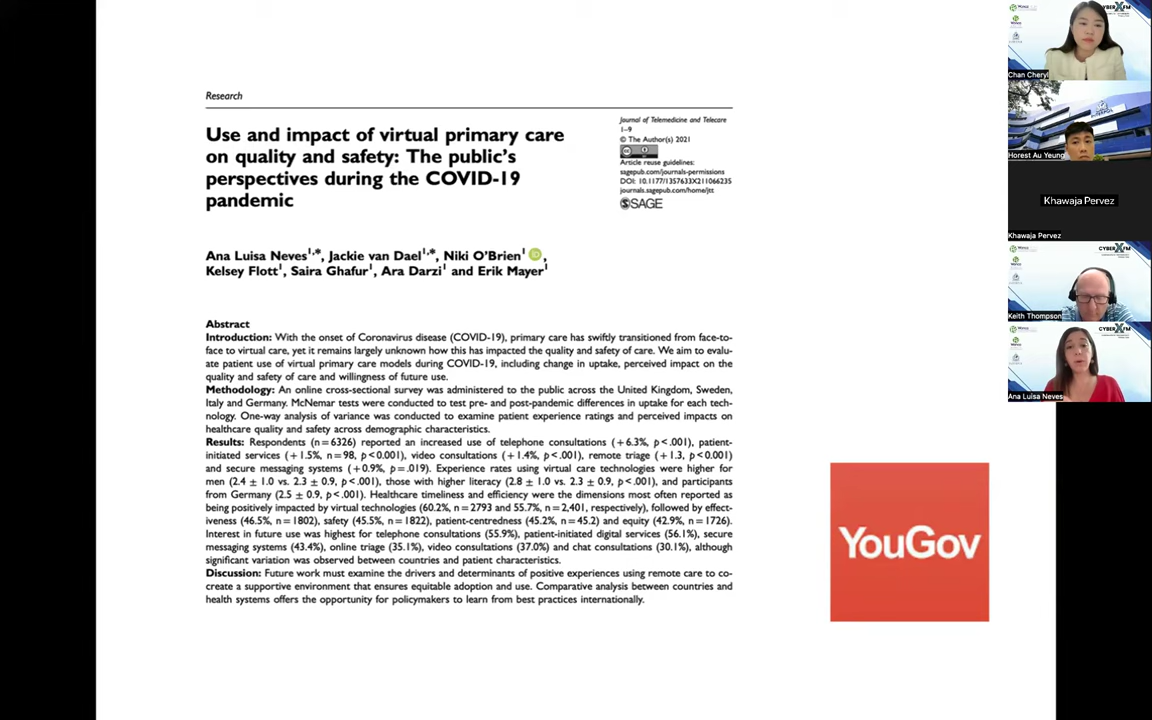 Research
Use and impact of virtual primary care
on quality and safety: The public's
perspectives during the COVID-19
pandemic
Journal of Telemedicine and Telecare
1–9
© The Author(s) 2021
Article reuse guidelines:
sagepub.com/journals-permissions
DOI: 10.1177/1357633X211066235
journals.sagepub.com/home/jtt
SAGE
Ana Luisa Neves1,*, Jackie van Dael1,*, Niki O'Brien1 iD,
Kelsey Flott1, Saira Ghafur1, Ara Darzi1 and Erik Mayer1
Abstract
Introduction: With the onset of Coronavirus disease (COVID-19), primary care has swiftly transitioned from face-to-
face to virtual care, yet it remains largely unknown how this has impacted the quality and safety of care. We aim to evalu-
ate patient use of virtual primary care models during COVID-19, including change in uptake, perceived impact on the
quality and safety of care and willingness of future use.
Methodology: An online cross-sectional survey was administered to the public across the United Kingdom, Sweden,
Italy and Germany. McNemar tests were conducted to test pre- and post-pandemic differences in uptake for each tech-
nology. One-way analysis of variance was conducted to examine patient experience ratings and perceived impacts on
healthcare quality and safety across demographic characteristics.
Results: Respondents (n = 6326) reported an increased use of telephone consultations (+6.3%, p < .001), patient-
initiated services (+1.5%, n = 98, p < 0.001), video consultations (+1.4%, p < .001), remote triage (+1.3, p < 0.001)
and secure messaging systems (+0.9%, p = .019). Experience rates using virtual care technologies were higher for
men (2.4 ± 1.0 vs. 2.3 ± 0.9, p < .001), those with higher literacy (2.8 ± 1.0 vs. 2.3 ± 0.9, p < .001), and participants
from Germany (2.5 ± 0.9, p < .001). Healthcare timeliness and efficiency were the dimensions most often reported as
being positively impacted by virtual technologies (60.2%, n = 2793 and 55.7%, n = 2,401, respectively), followed by effect-
iveness (46.5%, n = 1802), safety (45.5%, n = 1822), patient-centredness (45.2%, n = 45.2) and equity (42.9%, n = 1726).
Interest in future use was highest for telephone consultations (55.9%), patient-initiated digital services (56.1%), secure
messaging systems (43.4%), online triage (35.1%), video consultations (37.0%) and chat consultations (30.1%), although
significant variation was observed between countries and patient characteristics.
Discussion: Future work must examine the drivers and determinants of positive experiences using remote care to co-
create a supportive environment that ensures equitable adoption and use. Comparative analysis between countries and
health systems offers the opportunity for policymakers to learn from best practices internationally.
YouGov
Chan Cheryl
Horest Au Yeung
Khawaja Pervez
Khawaja Pervez
CYBER
Keith Thompson
CYBER
Ana Luisa Neves